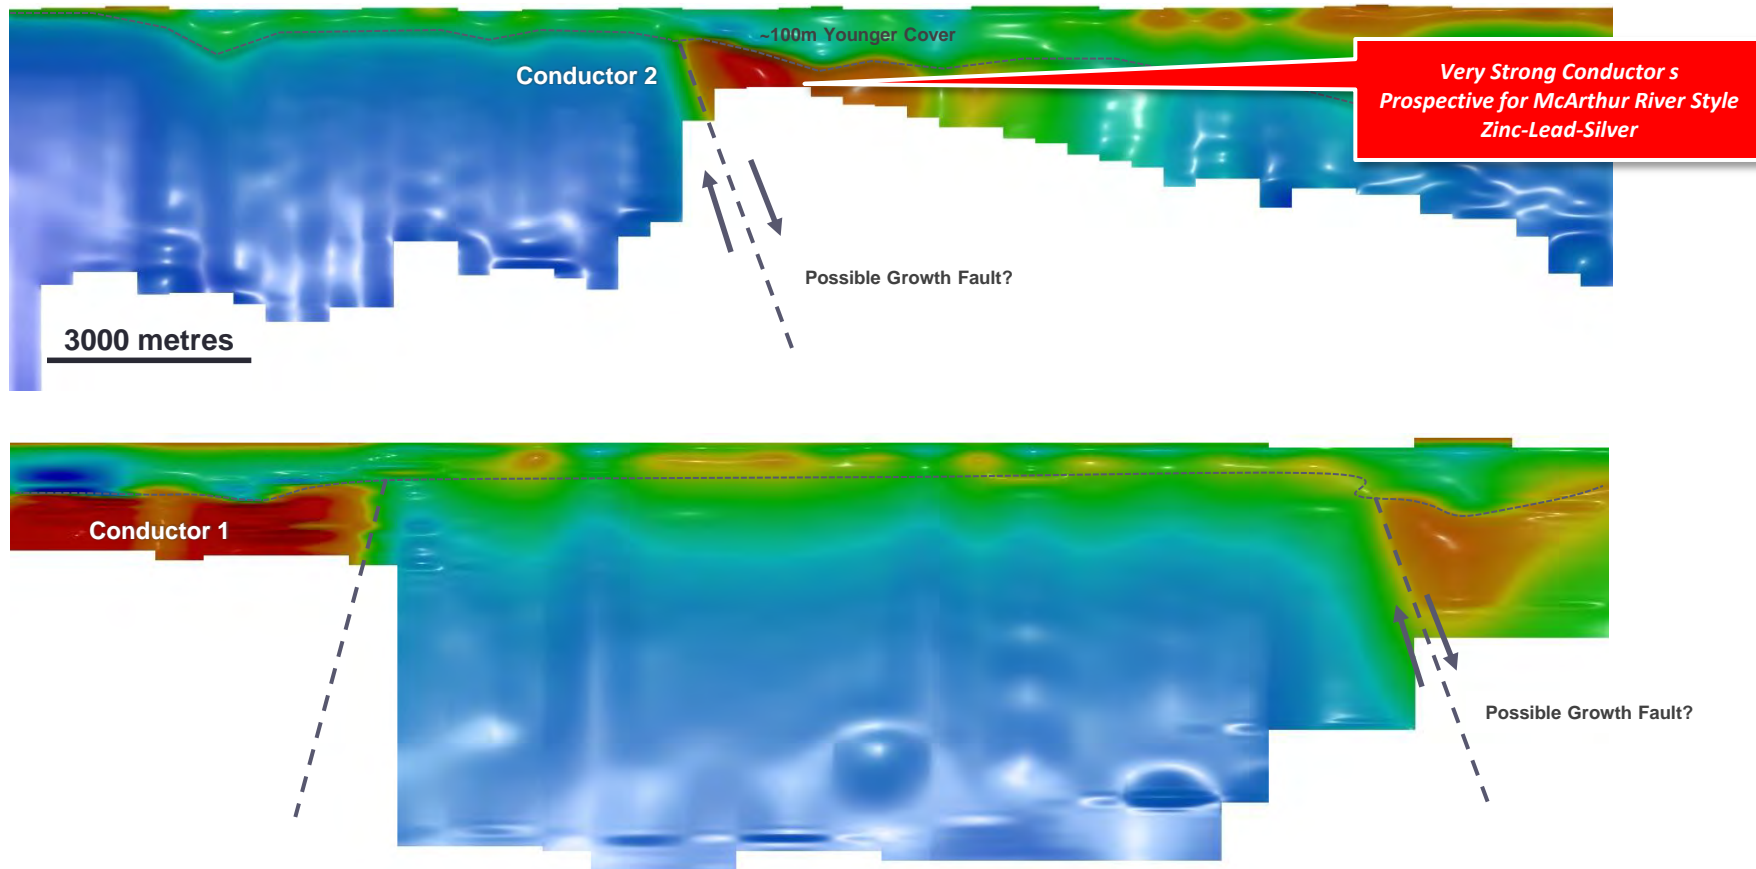 ~100m Younger Cover
Conductor 2
Very Strong Conductor s
Prospective for McArthur River Style
Zinc-Lead-Silver
Possible Growth Fault?
3000 metres
Conductor 1
Possible Growth Fault?